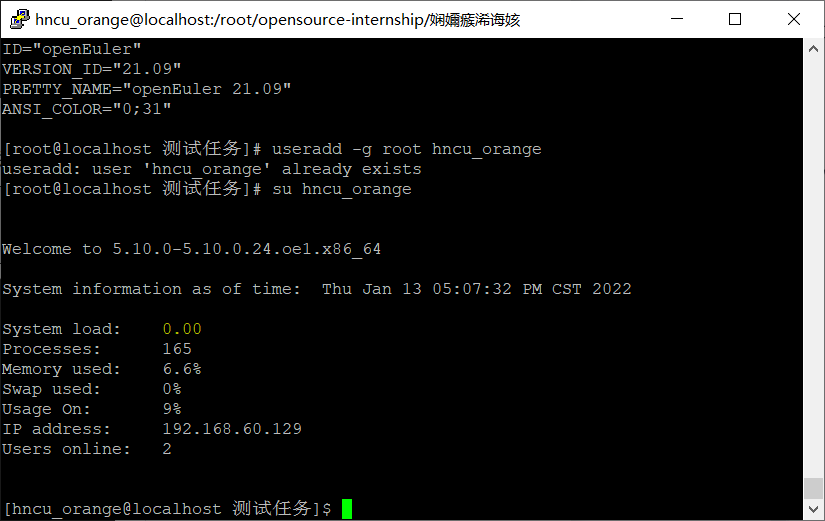 hncu_orange@localhost:/root/opensource-internship/娴嬭瘯浠诲姟
ID="openEuler"
VERSION_ID="21.09"
PRETTY_NAME="openEuler 21.09"
ANSI_COLOR="0;31"
[root@localhost 测试任务]# useradd -g root hncu_orange
useradd: user 'hncu_orange' already exists
[root@localhost 测试任务]# su hncu_orange
Welcome to 5.10.0-5.10.0.24.oe1.x86_64
System information as of time:  Thu Jan 13 05:07:32 PM CST 2022
System load:    0.00
Processes:      165
Memory used:    6.6%
Swap used:      0%
Usage On:       9%
IP address:     192.168.60.129
Users online:   2
[hncu_orange@localhost 测试任务]$